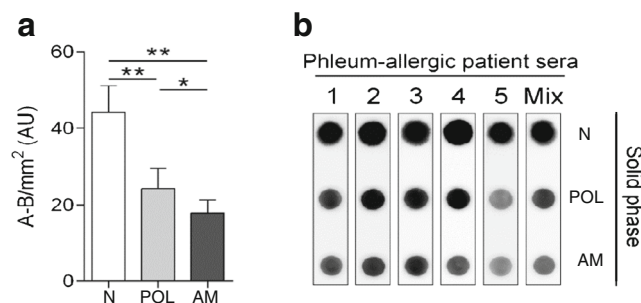 a
A-B/mm² (AU)
60
40
20
0
**
**
*
N POL AM
b
Phleum-allergic patient sera
1 2 3 4 5 Mix
N
POL
AM
Solid phase